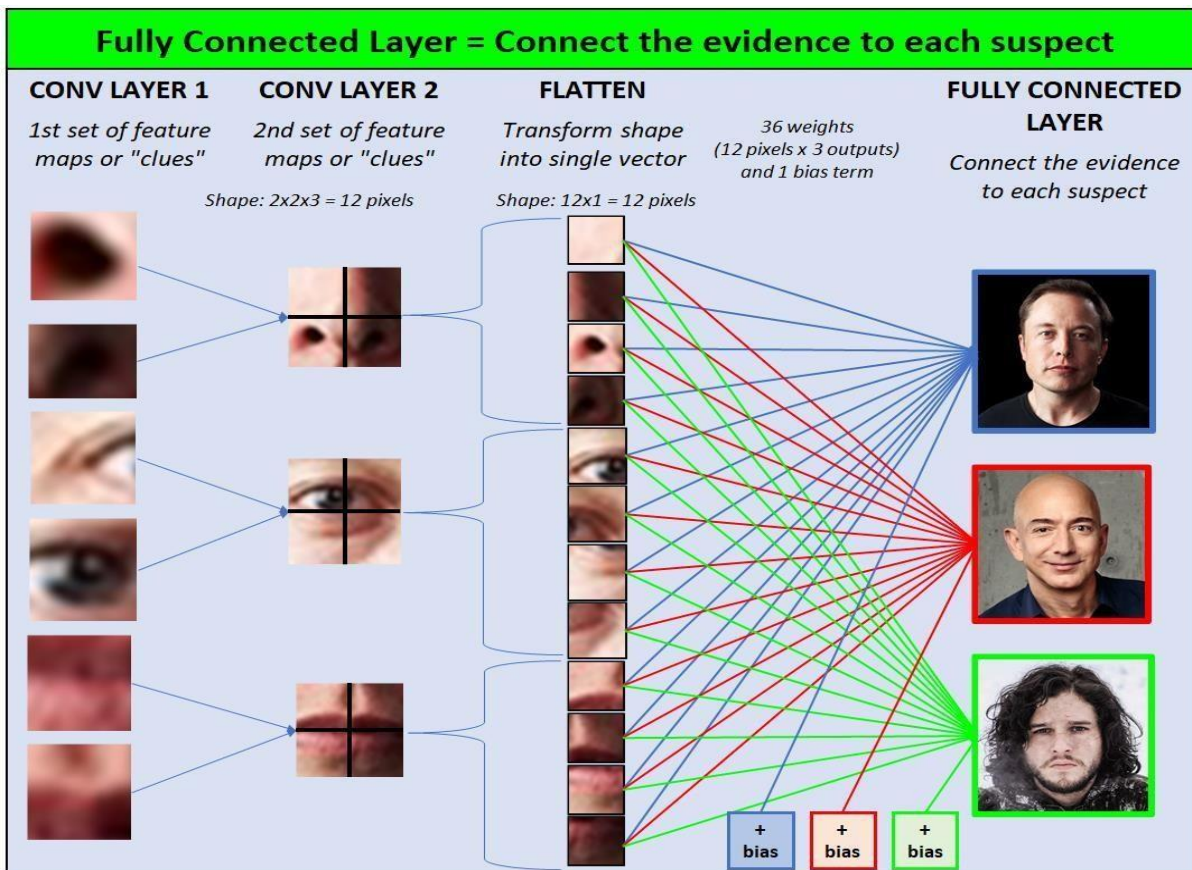 Fully Connected Layer = Connect the evidence to each suspect
CONV LAYER 1
1st set of feature
maps or "clues"
CONV LAYER 2
2nd set of feature
maps or "clues"
Shape: 2x2x3 = 12 pixels
FLATTEN
Transform shape
into single vector
Shape: 12x1 = 12 pixels
36 weights
(12 pixels x 3 outputs)
and 1 bias term
FULLY CONNECTED
LAYER
Connect the evidence
to each suspect
+
bias
+
bias
+
bias